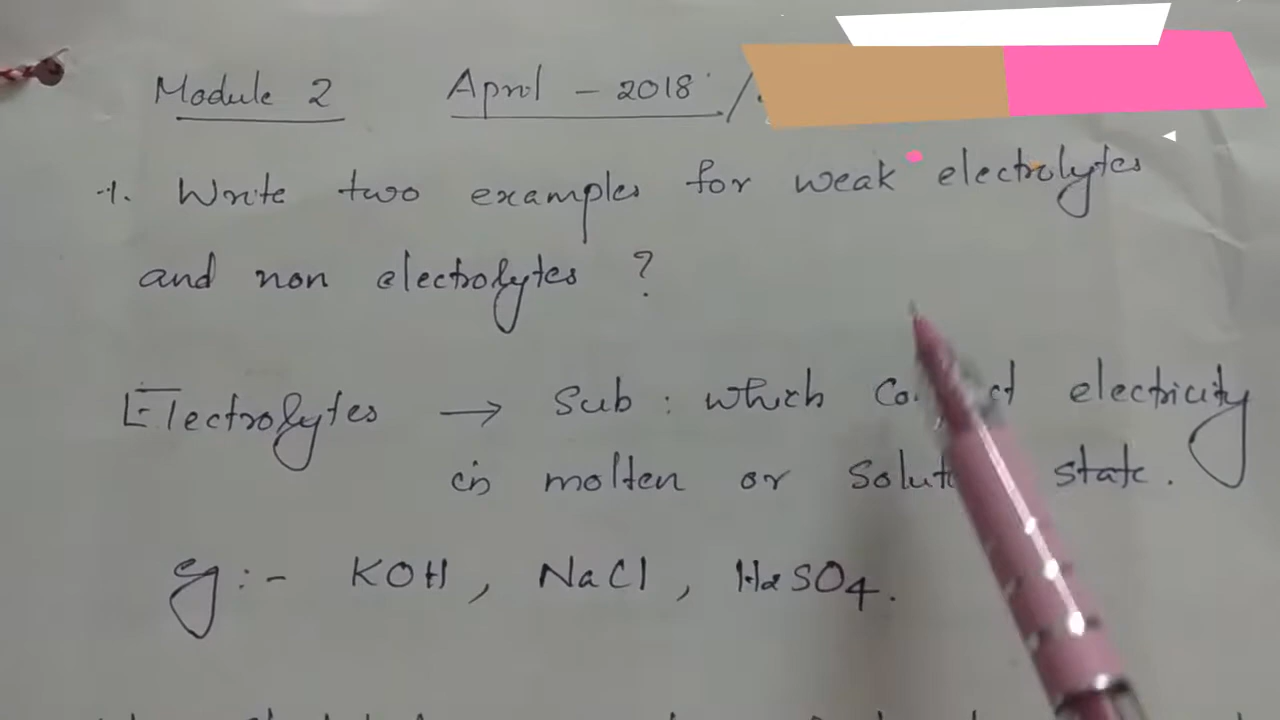 Module 2 April - 2018 /
1. Write two examples for weak electrolytes
and non electrolytes ?
Electrolytes → Sub : which electricity
in molten or state.
eg :- KOH, NaCl, H2SO4.